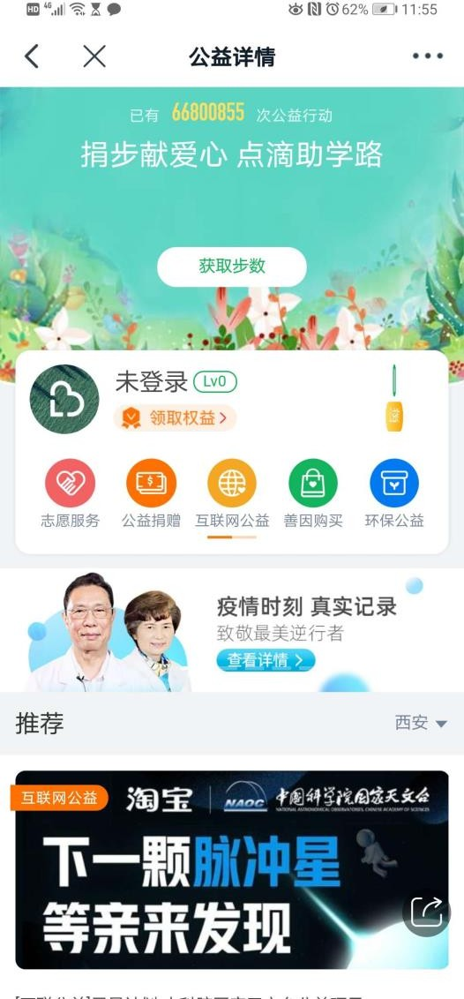 HD 4G 62% 11:55
公益详情
已有 66800855 次公益行动
捐步献爱心 点滴助学路
获取步数
未登录 Lv0
领取权益
志愿服务 公益捐赠 互联网公益 善因购买 环保公益
疫情时刻 真实记录
致敬最美逆行者
查看详情
推荐 西安
互联网公益 淘宝 NAOC 中国科学院国家天文台
NATIONAL ASTRONOMICAL OBSERVATORIES, CHINESE ACADEMY OF SCIENCES
下一颗脉冲星
等亲来发现